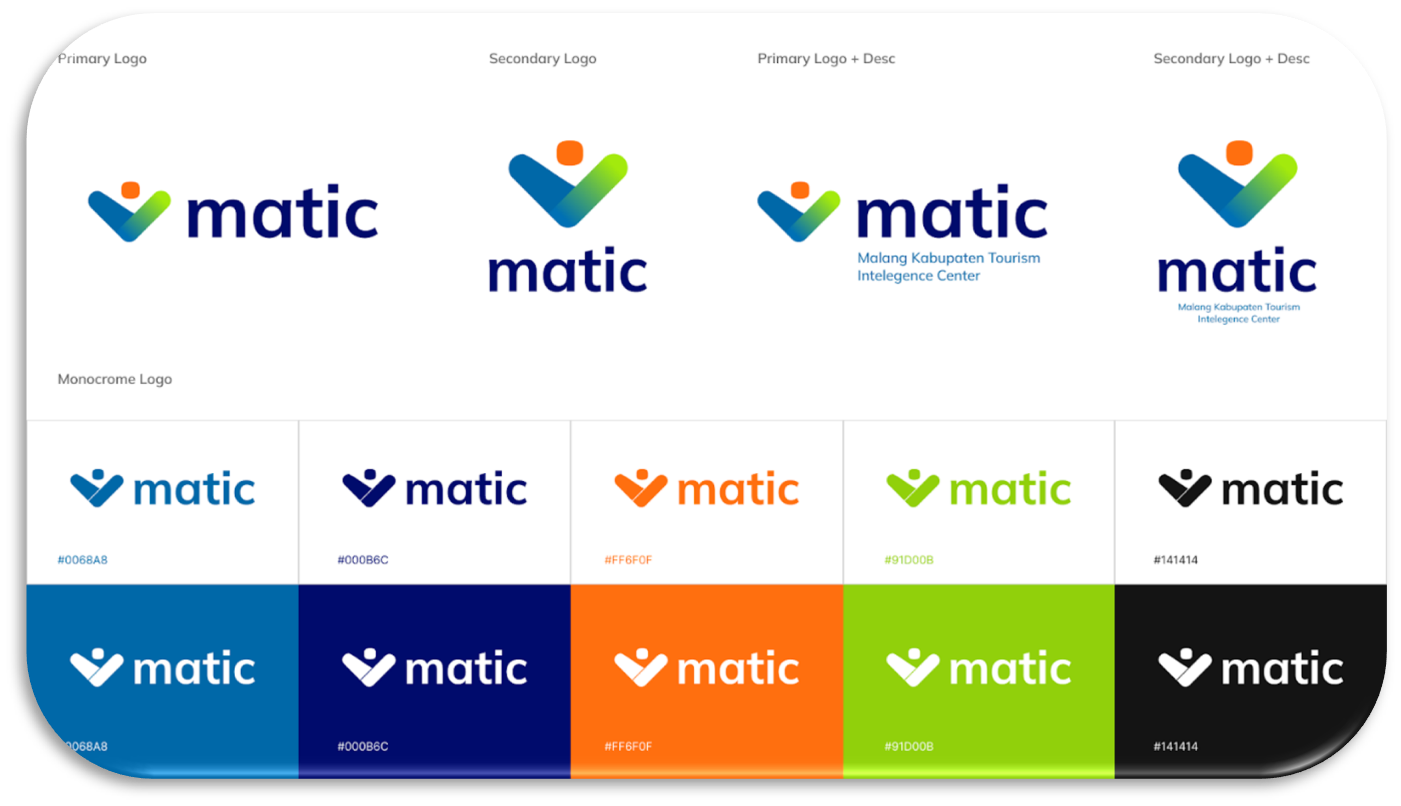 Primary Logo
Secondary Logo
Primary Logo + Desc
Secondary Logo + Desc
matic
matic
matic
Malang Kabupaten Tourism
Intelegence Center
matic
Malang Kabupaten Tourism
Intelegence Center
Monocrome Logo
matic
matic
matic
matic
matic
#0068A8
#000B6C
#FF6F0F
#91D00B
#141414
matic
matic
matic
matic
matic
0068A8
#000B6C
#FF6F0F
#91D00B
#141414